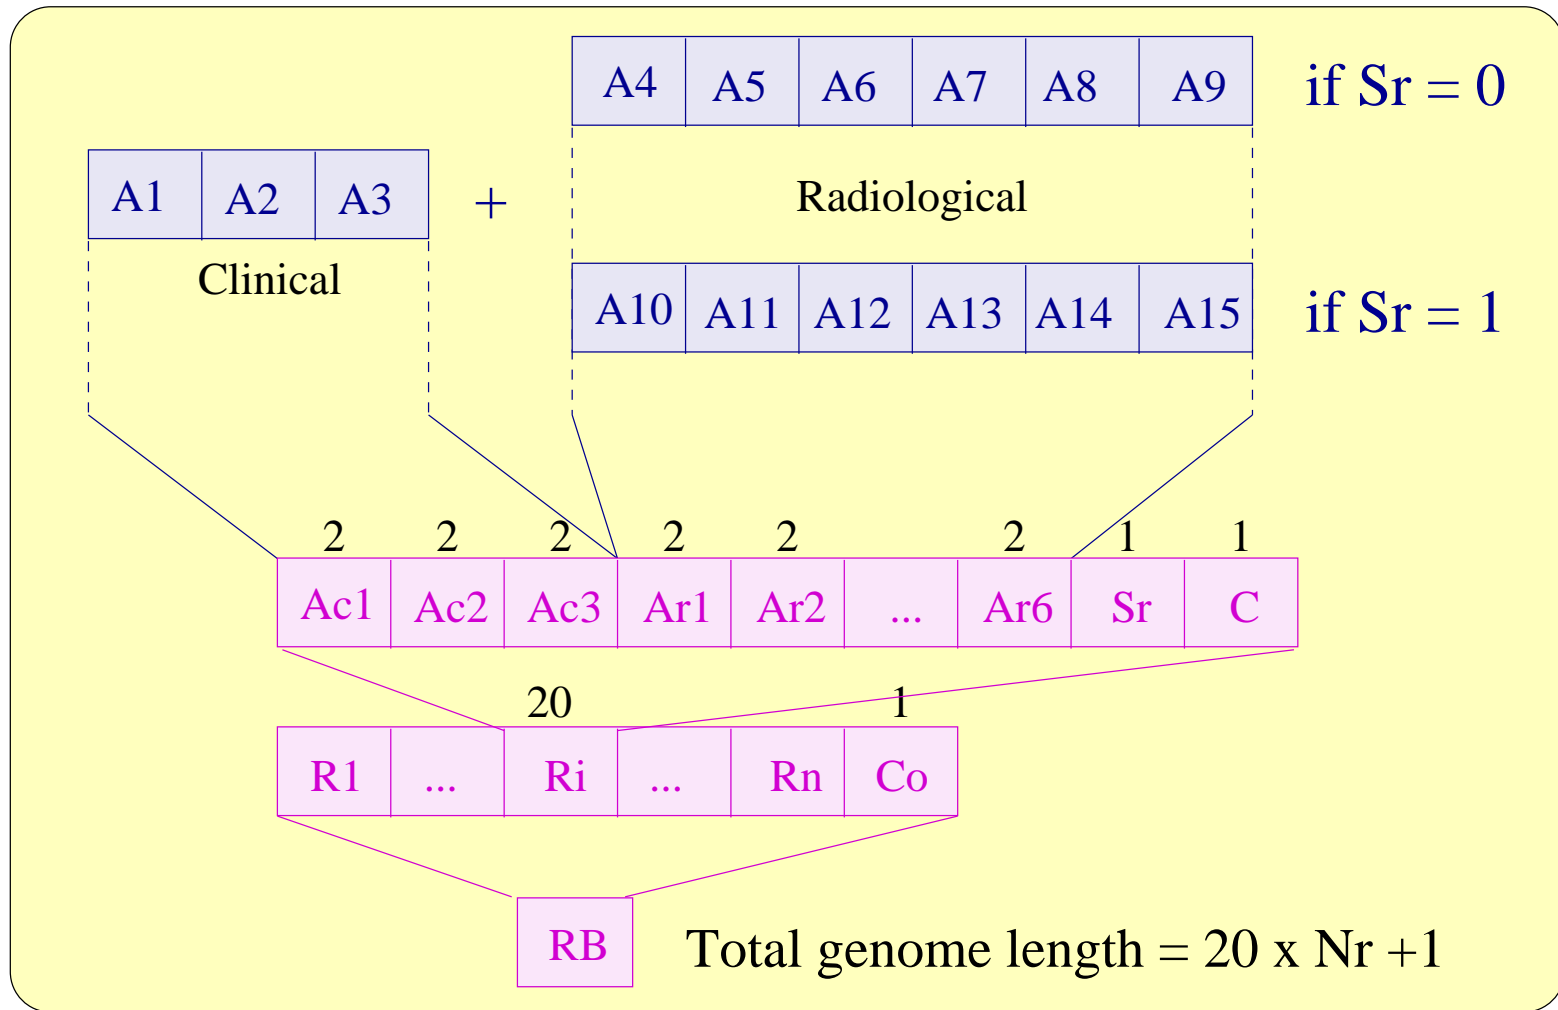 A4 A5 A6 A7 A8 A9 if Sr = 0
A1 A2 A3 + Radiological
Clinical
A10 A11 A12 A13 A14 A15 if Sr = 1
2 2 2 2 2 2 1 1
Ac1 Ac2 Ac3 Ar1 Ar2 ... Ar6 Sr C
20 1
R1 ... Ri ... Rn Co
RB Total genome length = 20 x Nr +1